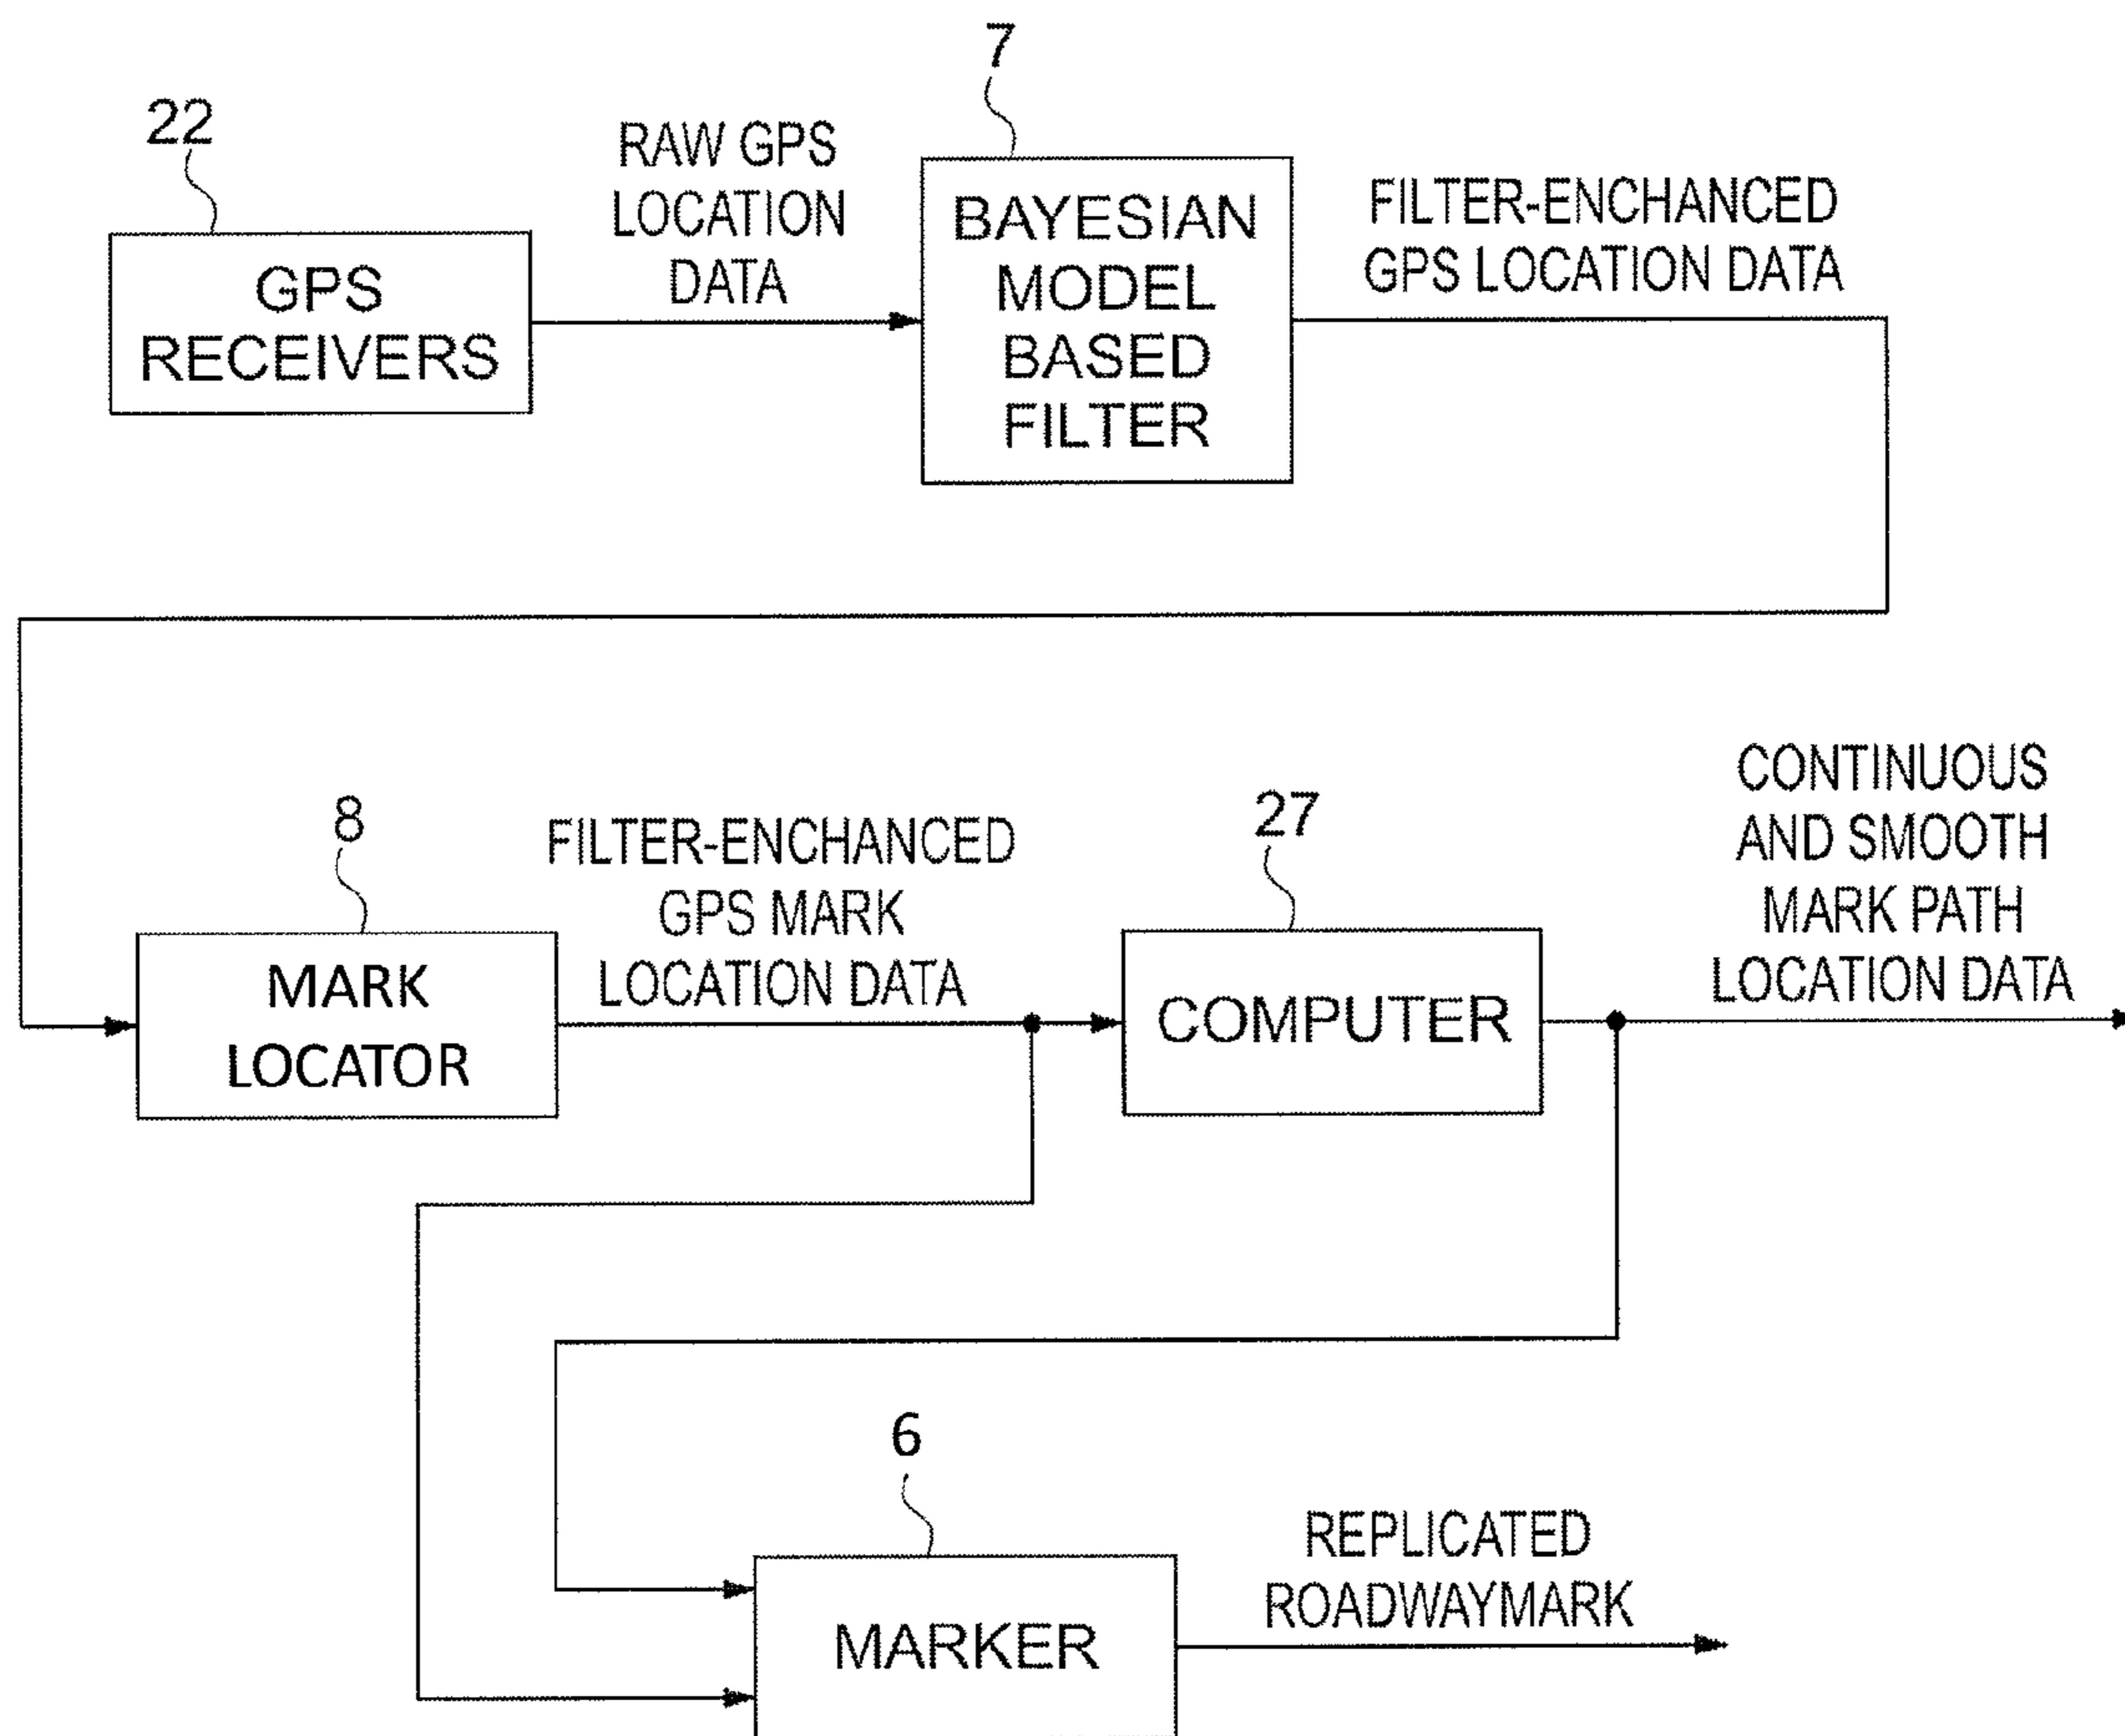 22
GPS
RECEIVERS
RAW GPS
LOCATION
DATA
7
BAYESIAN
MODEL
BASED
FILTER
FILTER-ENCHANCED
GPS LOCATION DATA
8
MARK
LOCATOR
FILTER-ENCHANCED
GPS MARK
LOCATION DATA
27
COMPUTER
CONTINUOUS
AND SMOOTH
MARK PATH
LOCATION DATA
6
MARKER
REPLICATED
ROADWAYMARK